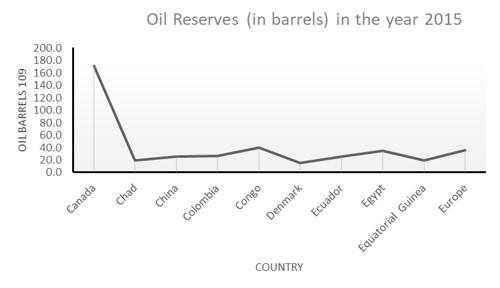 Oil Reserves (in barrels) in the year 2015
OIL BARRELS 109
200.0
180.0
160.0
140.0
120.0
100.0
80.0
60.0
40.0
20.0
0.0
Canada
Chad
China
Colombia
Congo
Denmark
Ecuador
Egypt
Equatorial Guinea
Europe
COUNTRY